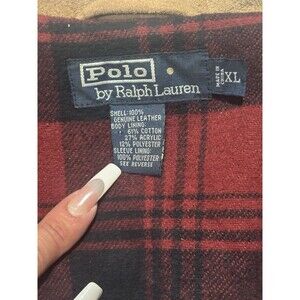 Polo
by Ralph Lauren
MADE IN
CHINA
XL
SHELL: 100%
GENUINE LEATHER
BODY LINING:
61% COTTON
27% ACRYLIC
12% POLYESTER
SLEEVE LINING:
100% POLYESTER
SEE REVERSE